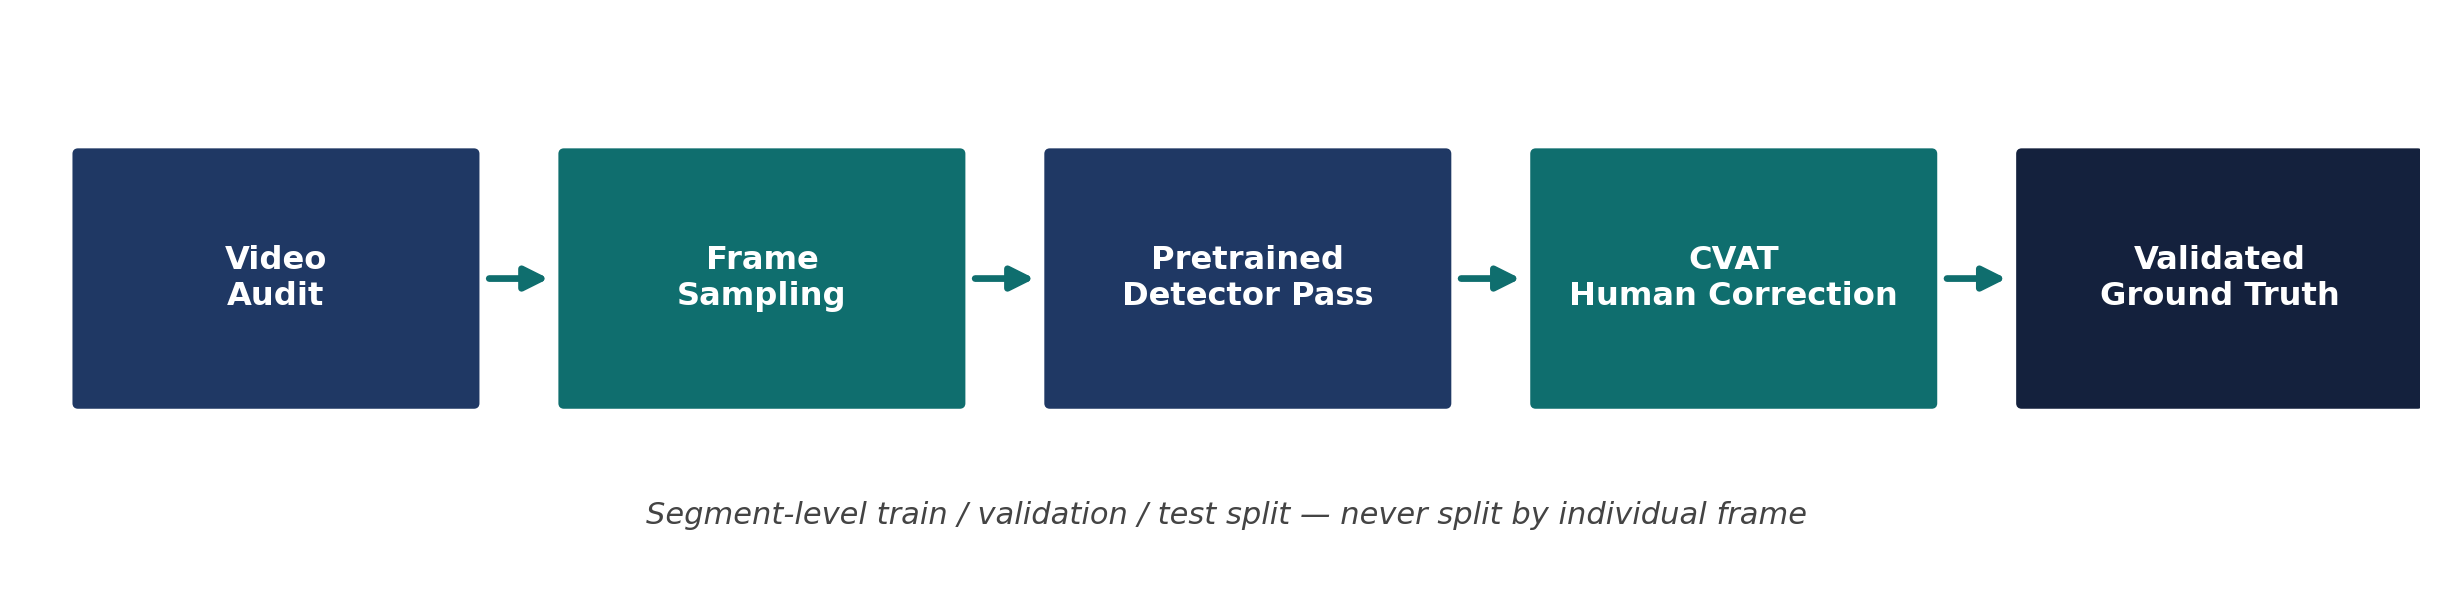 Video
Audit
Frame
Sampling
Pretrained
Detector Pass
CVAT
Human Correction
Validated
Ground Truth
Segment-level train / validation / test split — never split by individual frame